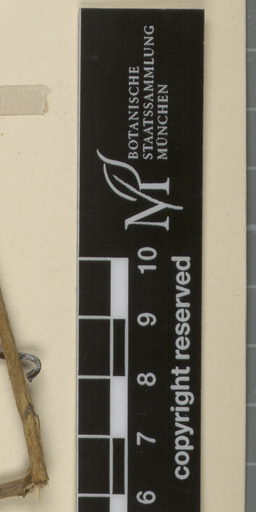 BOTANISCHE
STAATSSAMMLUNG
MÜNCHEN
M
10
9
8
7
6
copyright reserved